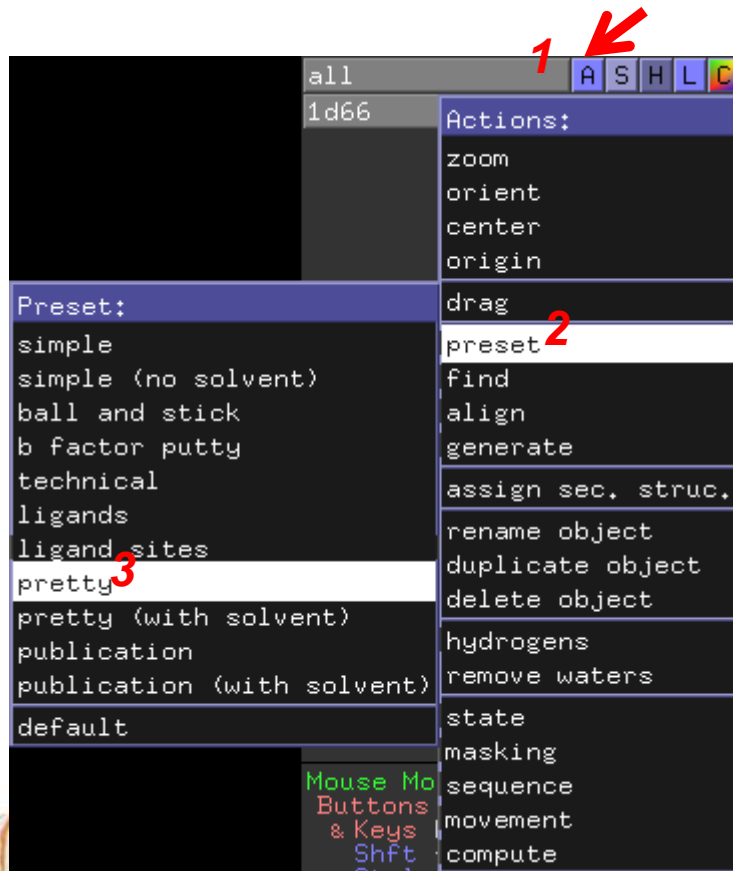 1
all A S H L C
1d66
Actions:
zoom
orient
center
origin
drag
preset 2
find
align
generate
assign sec. struc.
rename object
duplicate object
delete object
hydrogens
remove waters
state
masking
sequence
movement
compute
Preset:
simple
simple (no solvent)
ball and stick
b factor putty
technical
ligands
ligand sites
pretty 3
pretty (with solvent)
publication
publication (with solvent)
default
Mouse Mo
Buttons
& Keys
Shft